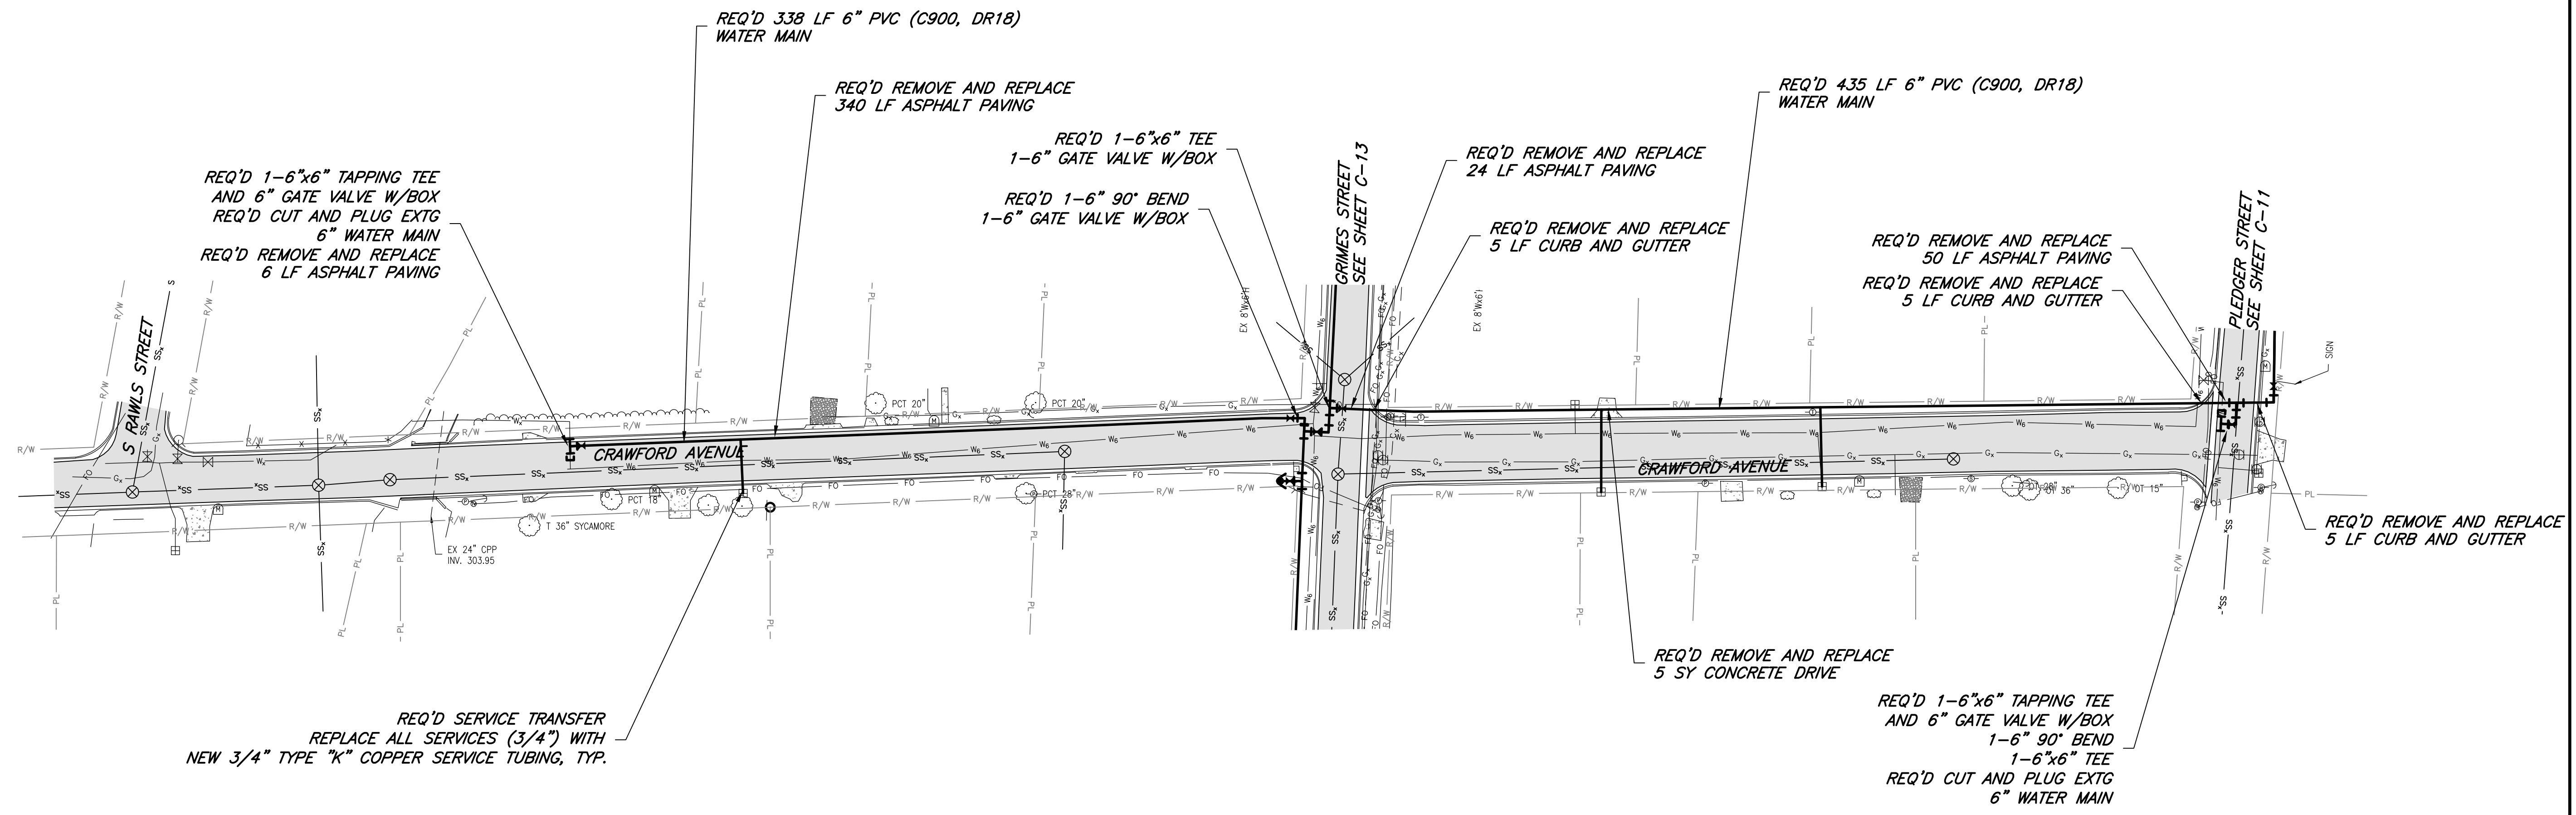 REQ'D 338 LF 6" PVC (C900, DR18)
WATER MAIN
REQ'D REMOVE AND REPLACE
340 LF ASPHALT PAVING
REQ'D 1-6"x6" TAPPING TEE
AND 6" GATE VALVE W/BOX
REQ'D CUT AND PLUG EXTG
6" WATER MAIN
REQ'D REMOVE AND REPLACE
6 LF ASPHALT PAVING
REQ'D 1-6"x6" TEE
1-6" GATE VALVE W/BOX
REQ'D 1-6" 90° BEND
1-6" GATE VALVE W/BOX
GRIMES STREET
SEE SHEET C-13
REQ'D REMOVE AND REPLACE
24 LF ASPHALT PAVING
REQ'D REMOVE AND REPLACE
5 LF CURB AND GUTTER
REQ'D 435 LF 6" PVC (C900, DR18)
WATER MAIN
REQ'D REMOVE AND REPLACE
50 LF ASPHALT PAVING
REQ'D REMOVE AND REPLACE
5 LF CURB AND GUTTER
PLEDGER STREET
SEE SHEET C-11
SIGN
S RAWLS STREET
EX 8'Wx6'
EX 8'Wx6'
PCT 20"
PCT 20"
CRAWFORD AVENUE
CRAWFORD AVENUE
PCT 18"
PCT 28"
T 36" SYCAMORE
OT 36"
OT 15"
EX 24" CPP
INV. 303.95
REQ'D REMOVE AND REPLACE
5 LF CURB AND GUTTER
REQ'D REMOVE AND REPLACE
5 SY CONCRETE DRIVE
REQ'D SERVICE TRANSFER
REPLACE ALL SERVICES (3/4") WITH
NEW 3/4" TYPE "K" COPPER SERVICE TUBING, TYP.
REQ'D 1-6"x6" TAPPING TEE
AND 6" GATE VALVE W/BOX
1-6" 90° BEND
1-6"x6" TEE
REQ'D CUT AND PLUG EXTG
6" WATER MAIN